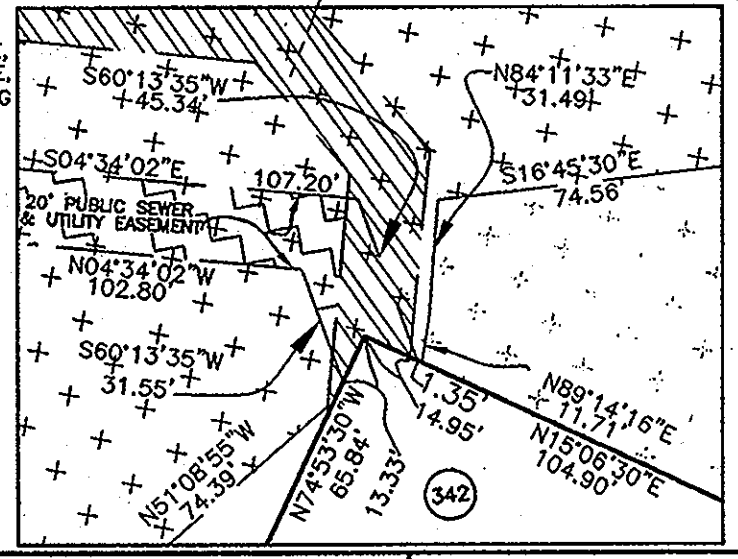 S60°13'35"W
45.34'
N84°11'33"E
31.49'
S04°34'02"E
107.20'
S16°45'30"E
74.56'
20' PUBLIC SEWER
& UTILITY EASEMENT
N04°34'02"W
102.80'
S60°13'35"W
31.55'
1.35'
14.95'
N89°14'16"E
11.71'
N15°06'30"E
104.90'
N51°08'55"W
74.39'
N74°53'30"W
65.84'
13.33'
342